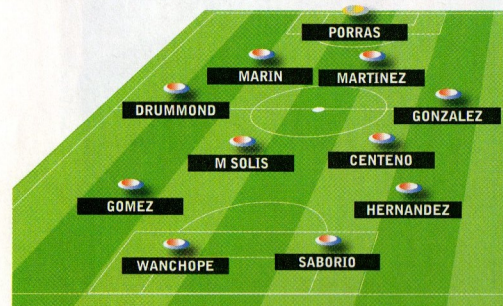 PORRAS
MARIN
MARTINEZ
DRUMMOND
GONZALEZ
M SOLIS
CENTENO
GOMEZ
HERNANDEZ
WANCHOPE
SABORIO